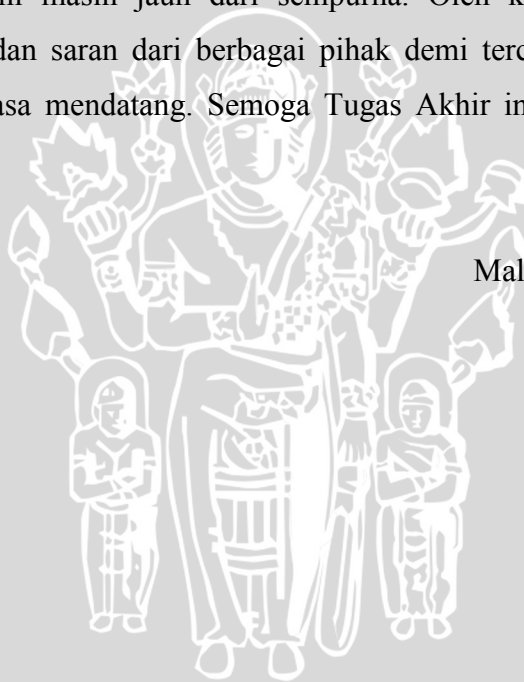 masih jauh dari sempurna. Oleh k
dan saran dari berbagai pihak demi terc
asa mendatang. Semoga Tugas Akhir in
Mal